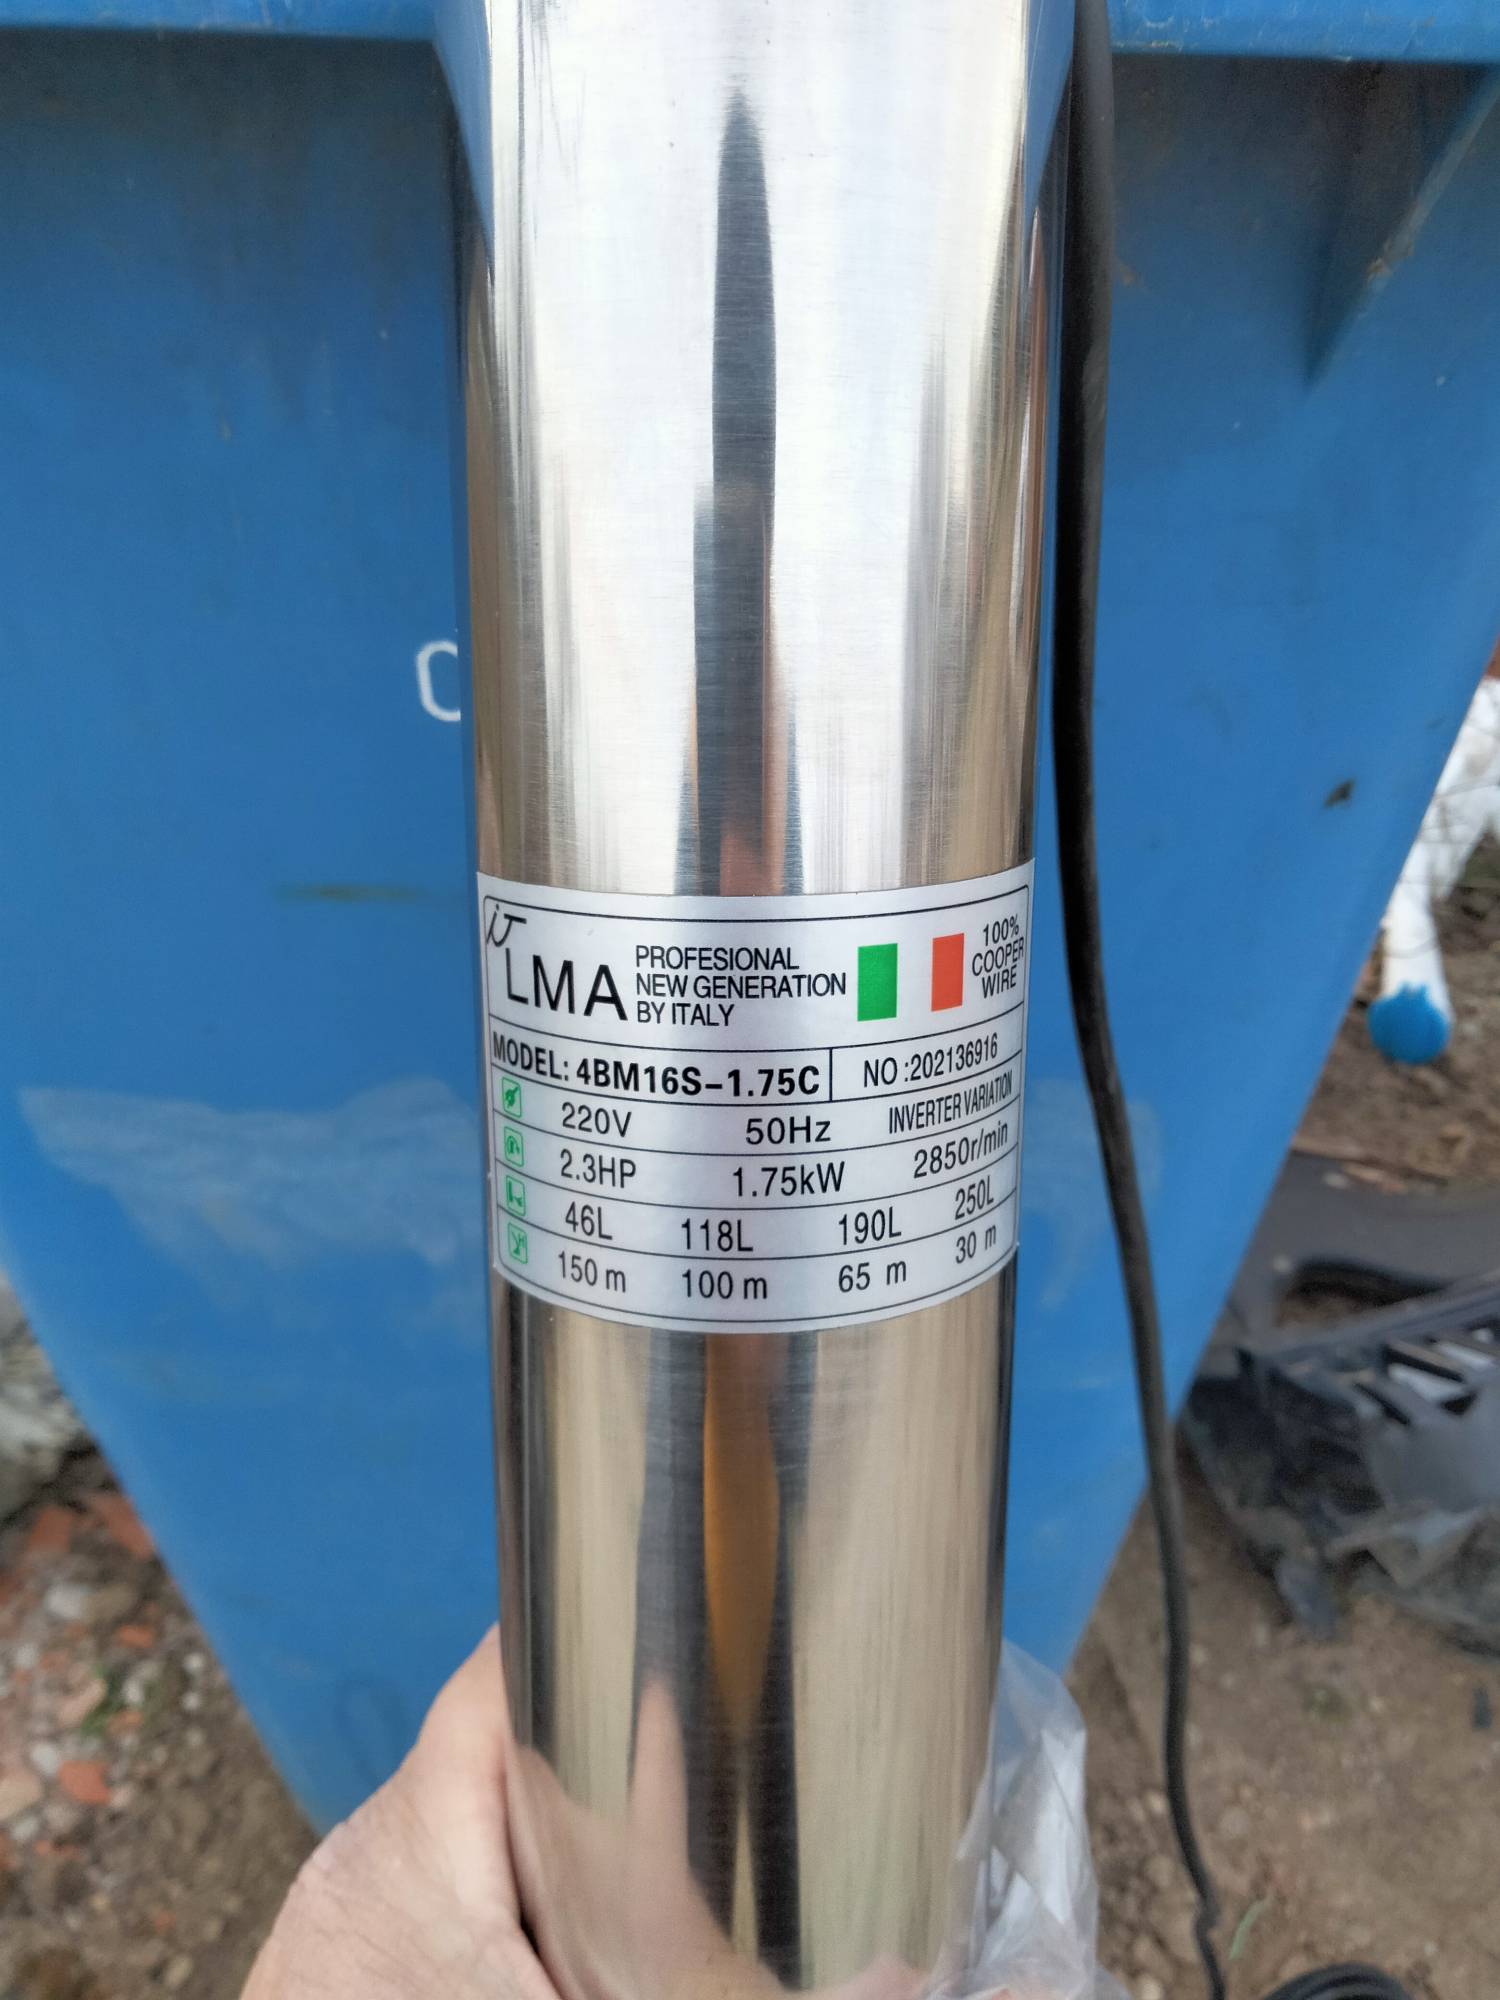 iT
LMA
PROFESIONAL
NEW GENERATION
BY ITALY
100%
COOPER
WIRE
MODEL: 4BM16S-1.75C
NO :202136916
220V 50Hz INVERTER VARIATION
2.3HP 1.75kW 2850r/min
46L 118L 190L 250L
150 m 100 m 65 m 30 m